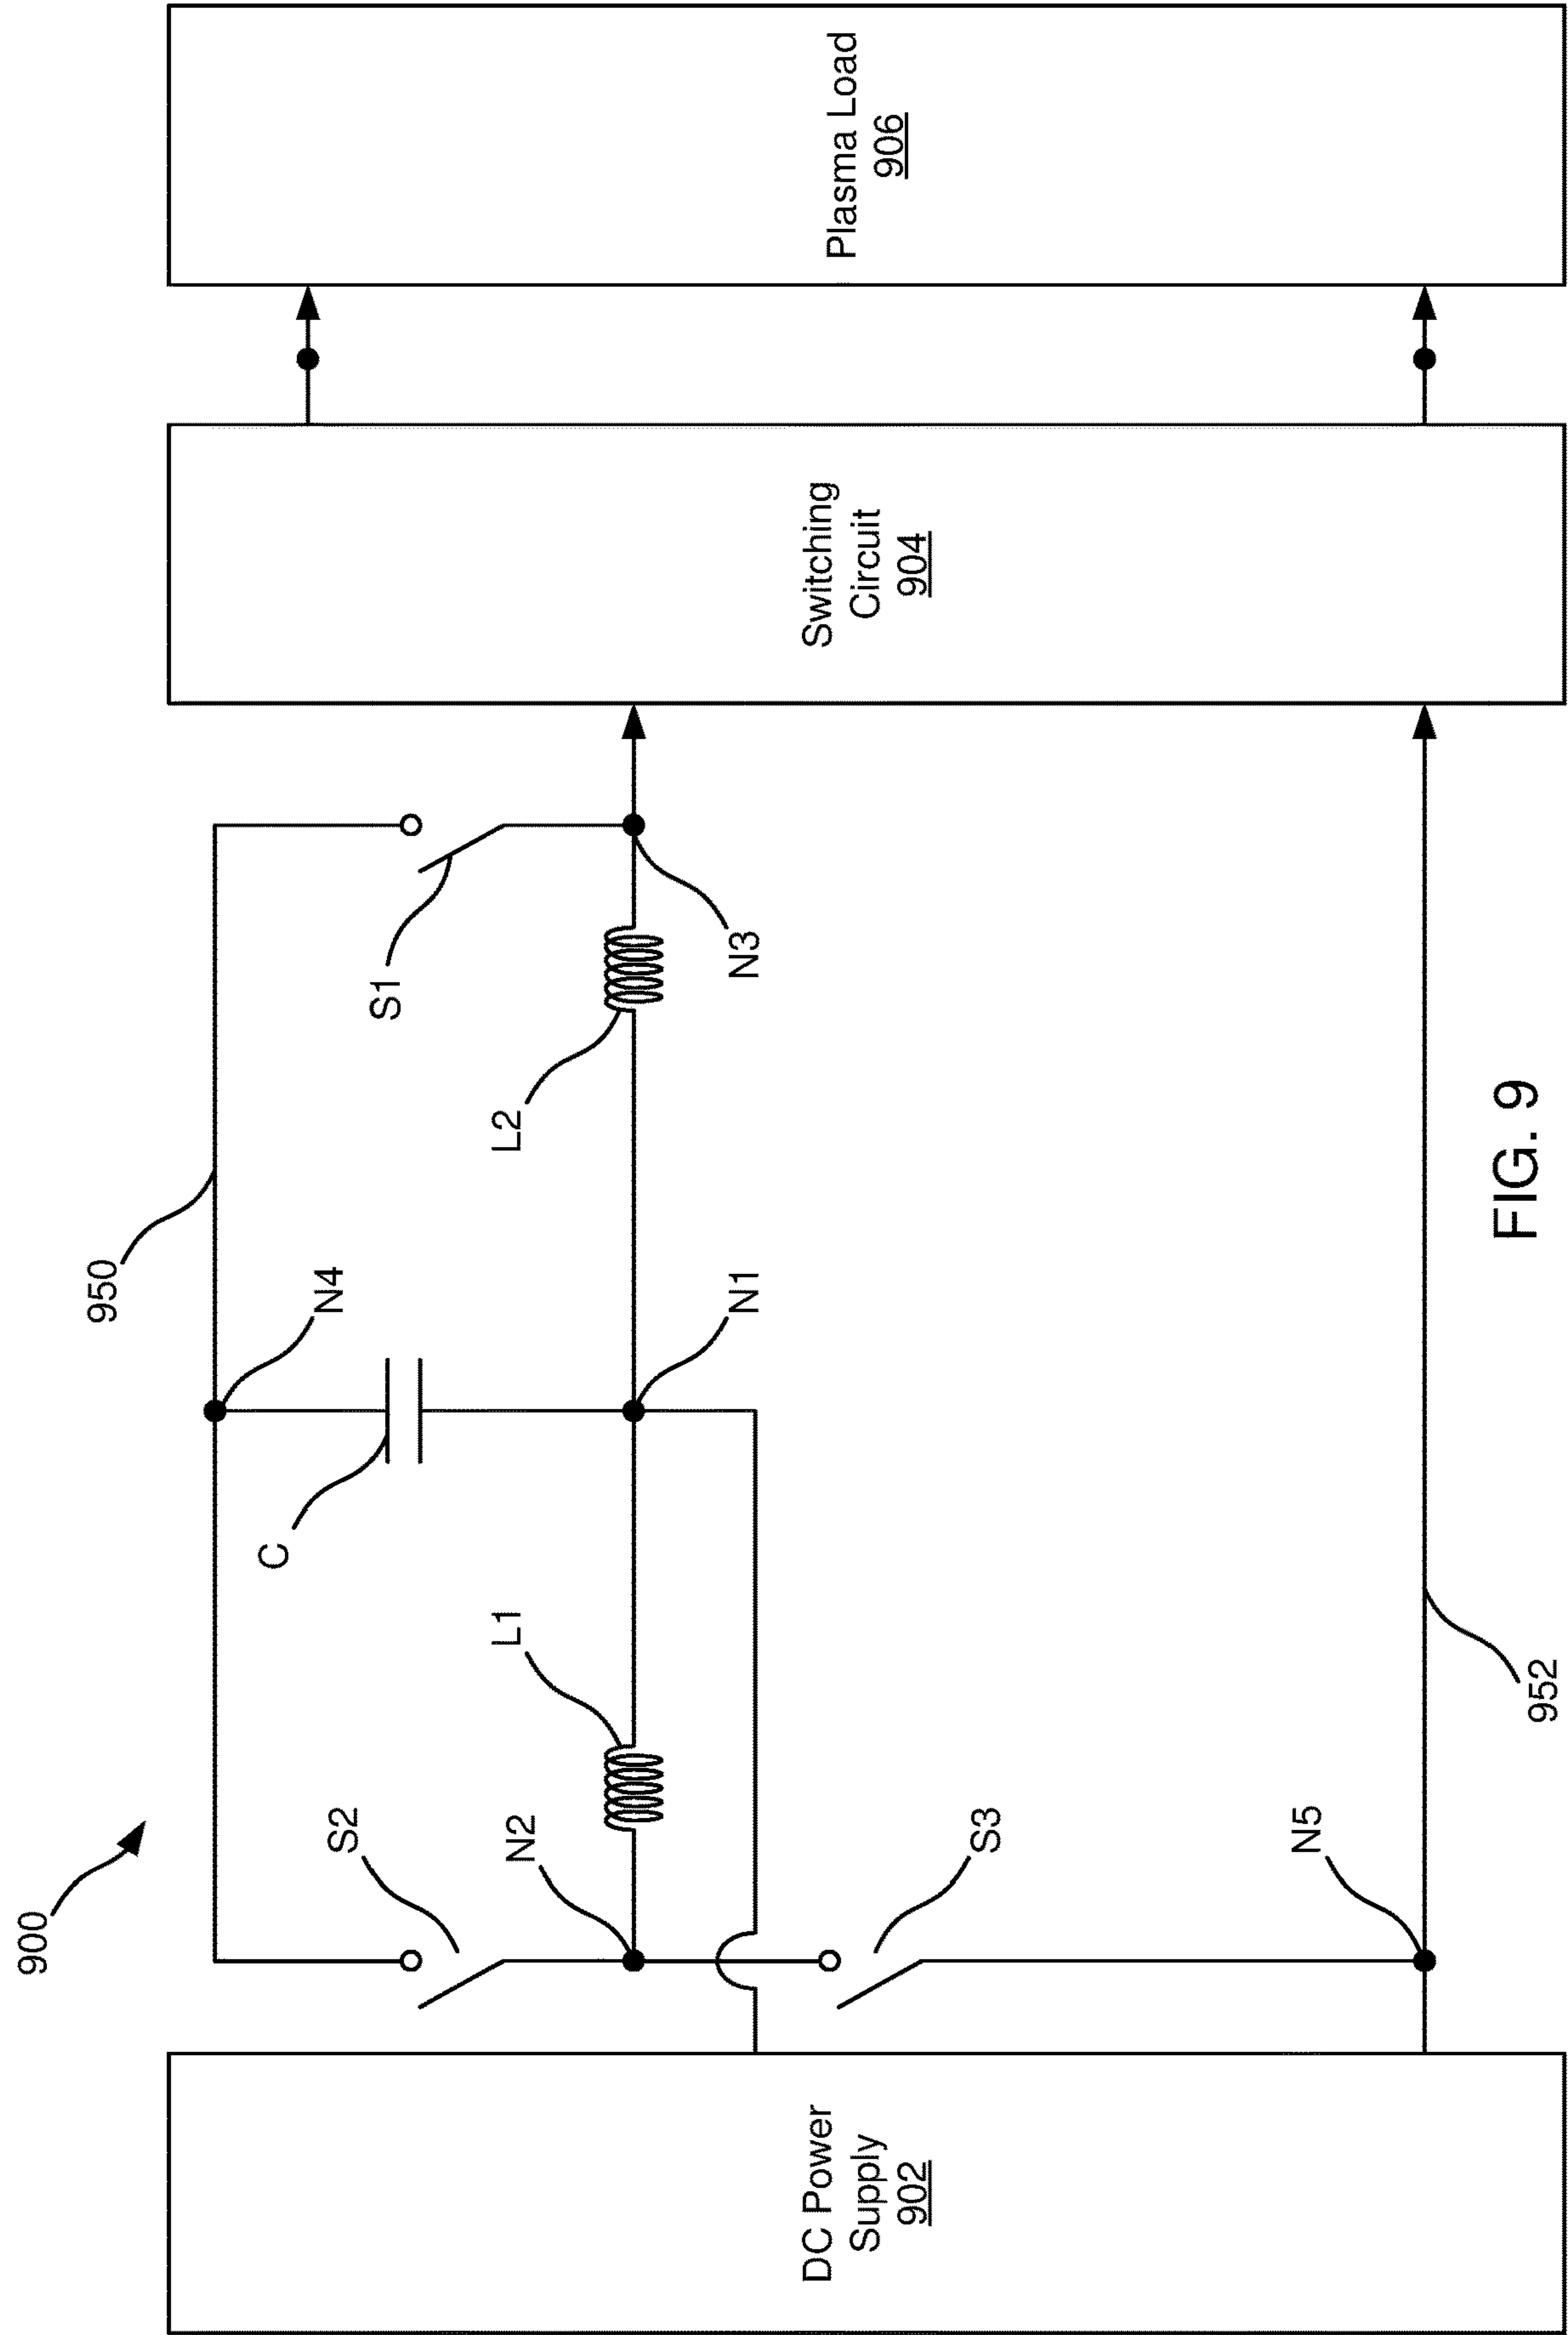 900
950
DC Power
Supply
902
S2
N2
L1
C
N4
N1
L2
S1
N3
S3
N5
952
Switching
Circuit
904
Plasma Load
906
FIG. 9